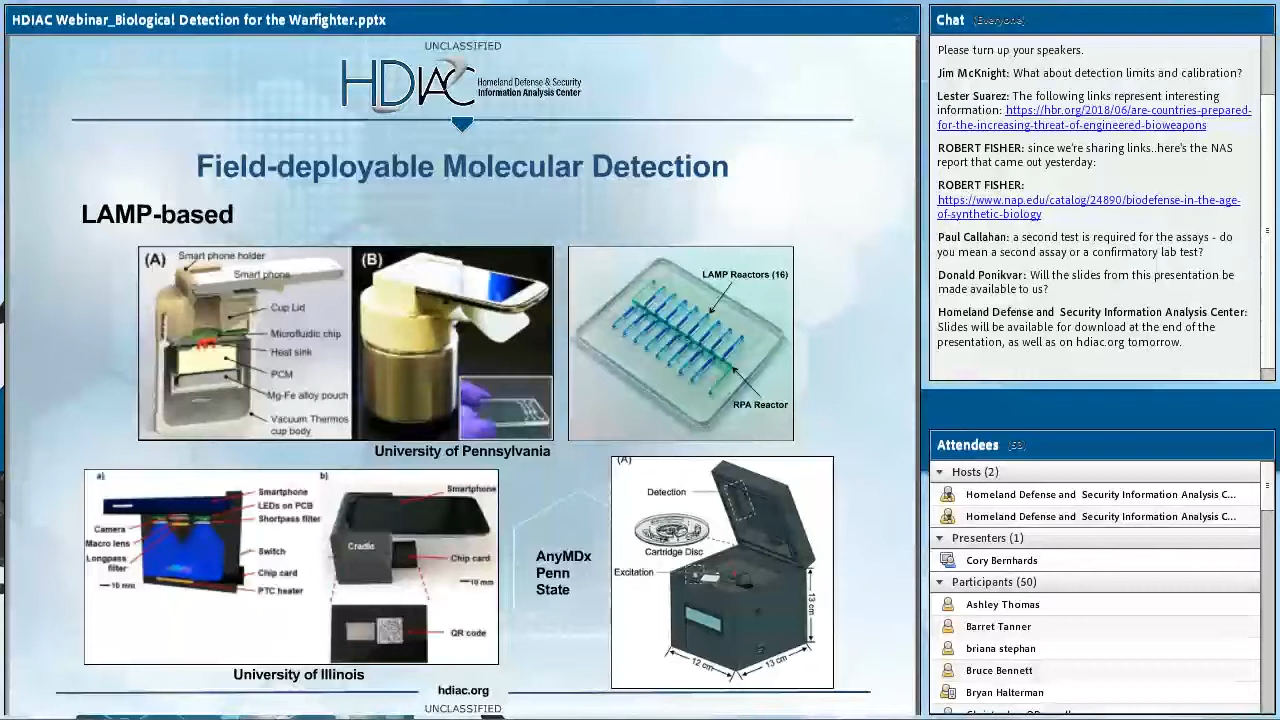 HDIAC Webinar_Biological Detection for the Warfighter.pptx
UNCLASSIFIED
HDIAC
Homeland Defense & Security
Information Analysis Center
Field-deployable Molecular Detection
LAMP-based
(A)
Smart phone holder
Smart phone
Cup Lid
Microfluidic chip
Heat sink
PCM
Mg-Fe alloy pouch
Vacuum Thermos
cup body
(B)
LAMP Reactors (16)
RPA Reactor
University of Pennsylvania
a)
Smartphone
LEDs on PCB
Shortpass filter
Camera
Macro lens
Longpass
filter
Switch
Chip card
PTC heater
10 mm
b)
Smartphone
Cradle
Chip card
10 mm
QR code
University of Illinois
AnyMDx
Penn
State
(A)
Detection
Cartridge Disc
Excitation
13 cm
12 cm
13 cm
hdiac.org
UNCLASSIFIED
Chat (Everyone)
Please turn up your speakers.
Jim McKnight: What about detection limits and calibration?
Lester Suarez: The following links represent interesting
information: https://hbr.org/2018/06/are-countries-prepared-
for-the-increasing-threat-of-engineered-bioweapons
ROBERT FISHER: since we're sharing links..here's the NAS
report that came out yesterday:
ROBERT FISHER:
https://www.nap.edu/catalog/24890/biodefense-in-the-age-
of-synthetic-biology
Paul Callahan: a second test is required for the assays - do
you mean a second assay or a confirmatory lab test?
Donald Ponikvar: Will the slides from this presentation be
made available to us?
Homeland Defense and Security Information Analysis Center:
Slides will be available for download at the end of the
presentation, as well as on hdiac.org tomorrow.
Attendees (53)
Hosts (2)
Homeland Defense and Security Information Analysis C...
Homeland Defense and Security Information Analysis C...
Presenters (1)
Cory Bernhards
Participants (50)
Ashley Thomas
Barret Tanner
briana stephan
Bruce Bennett
Bryan Halterman